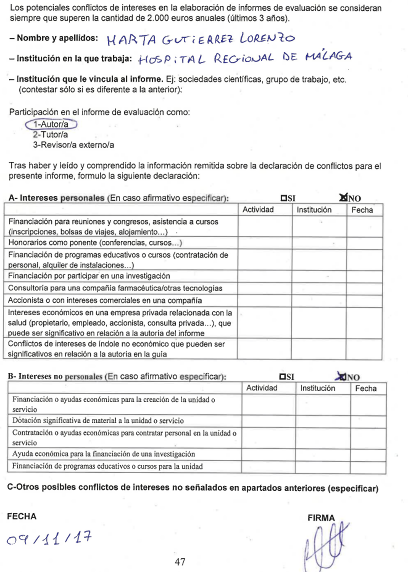 Los potenciales conflictos de intereses en la elaboración de informes de evaluación se consideran
siempre que superen la cantidad de 2.000 euros anuales (últimos 3 años).
– Nombre y apellidos: MARTA GUTIERREZ LORENZO
– Institución en la que trabaja: HOSPITAL REGIONAL DE MÁLAGA
– Institución que le vincula al informe. Ej: sociedades científicas, grupo de trabajo, etc.
(contestar sólo si es diferente a la anterior):
Participación en el informe de evaluación como:
1-Autor/a
2-Tutor/a
3-Revisor/a externo/a
Tras haber y leído y comprendido la información remitida sobre la declaración de conflictos para el
presente informe, formulo la siguiente declaración:
A- Intereses personales (En caso afirmativo especificar): SI NO
Actividad Institución Fecha
Financiación para reuniones y congresos, asistencia a cursos
(inscripciones, bolsas de viajes, alojamiento…)
Honorarios como ponente (conferencias, cursos…)
Financiación de programas educativos o cursos (contratación de
personal, alquiler de instalaciones…)
Financiación por participar en una investigación
Consultoría para una compañía farmacéutica/otras tecnologías
Accionista o con intereses comerciales en una compañía
Intereses económicos en una empresa privada relacionada con la
salud (propietario, empleado, accionista, consulta privada…), que
puede ser significativo en relación a la autoría del informe
Conflictos de intereses de índole no económico que pueden ser
significativos en relación a la autoría en la guía
B- Intereses no personales (En caso afirmativo especificar): SI NO
Actividad Institución Fecha
Financiación o ayudas económicas para la creación de la unidad o
servicio
Dotación significativa de material a la unidad o servicio
Contratación o ayudas económicas para contratar personal en la unidad o
servicio
Ayuda económica para la financiación de una investigación
Financiación de programas educativos o cursos para la unidad
C-Otros posibles conflictos de intereses no señalados en apartados anteriores (especificar)
FECHA FIRMA
09/11/17
47